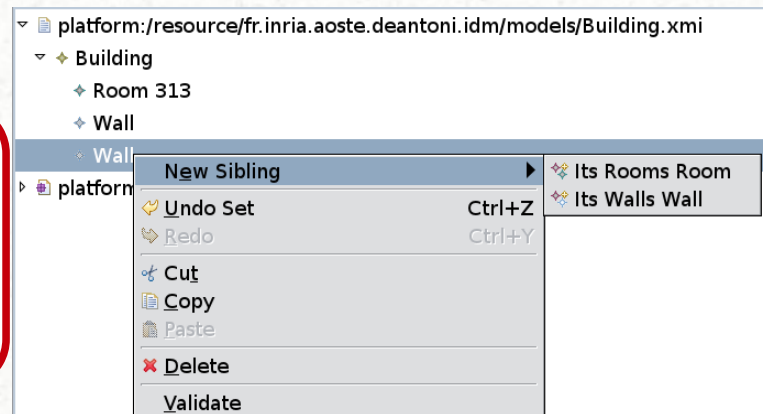 platform:/resource/fr.inria.aoste.deantoni.idm/models/Building.xmi
Building
Room 313
Wall
Wall
platform
New Sibling
Its Rooms Room
Its Walls Wall
Undo Set Ctrl+Z
Redo Ctrl+Y
Cut
Copy
Paste
Delete
Validate